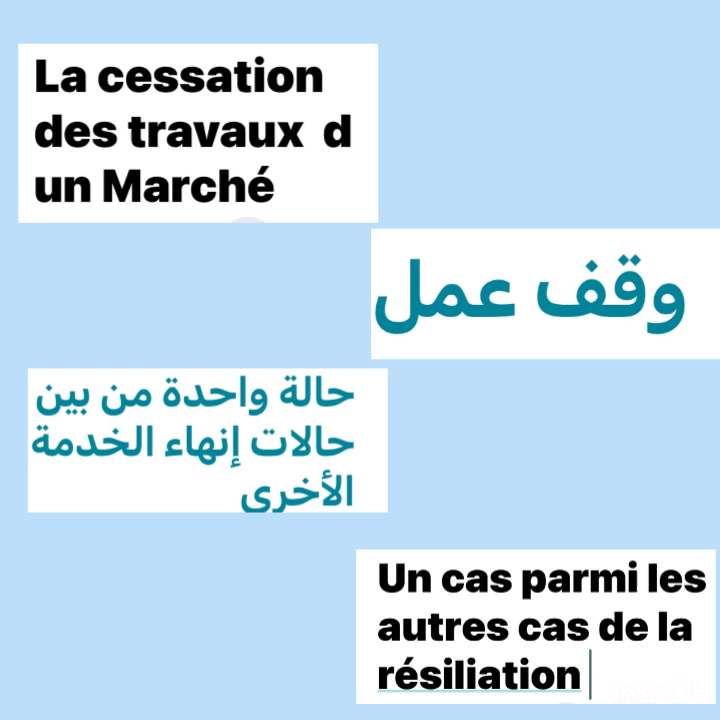 La cessation
des travaux  d
un Marché
وقف عمل
حالة واحدة من بين
حالات إنهاء الخدمة
الأخرى
Un cas parmi les
autres cas de la
résiliation